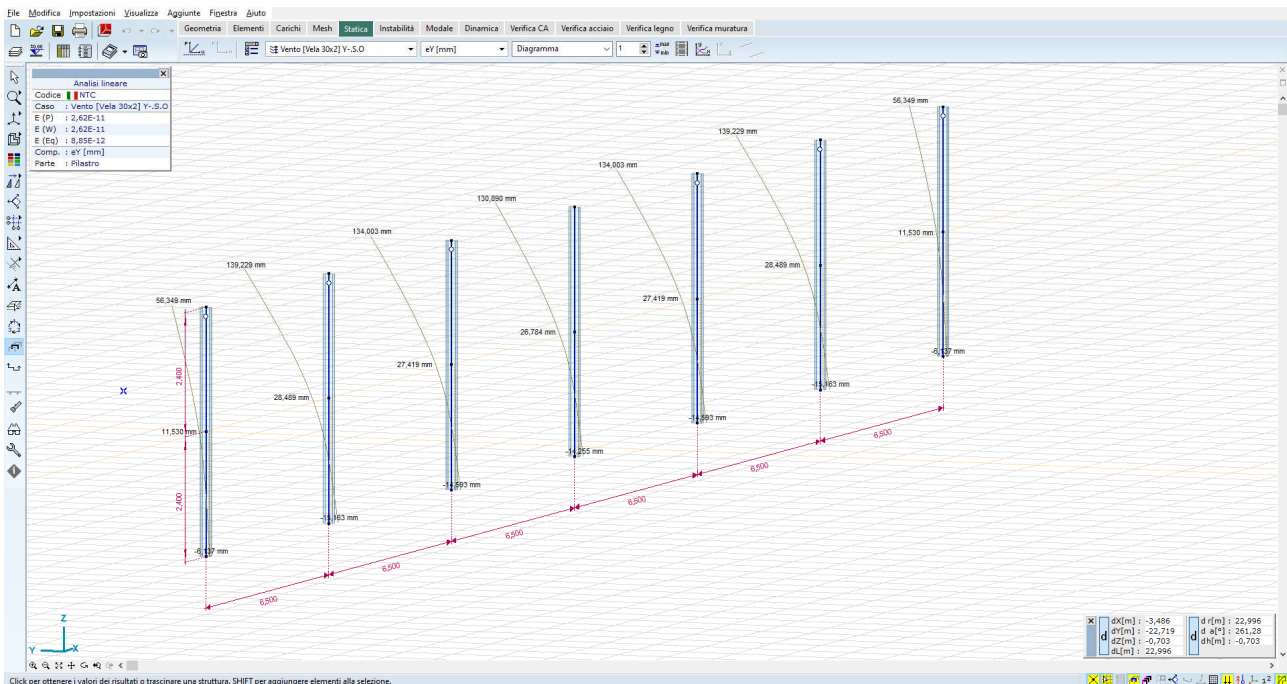 File Modifica Impostazioni Visualizza Aggiunte Finestra Aiuto
Geometria Elementi Carichi Mesh Statica Instabilità Modale Dinamica Verifica CA Verifica acciaio Verifica legno Verifica muratura
Vento [Vela 30x2] Y-.S.O eY [mm] Diagramma 1
Analisi lineare
Codice NTC
Caso : Vento [Vela 30x2] Y-.S.O
E (P) : 2,62E-11
E (W) : 2,62E-11
E (Eq) : 8,85E-12
Comp. : eY [mm]
Parte : Pilastro
56,349 mm
139,229 mm
134,003 mm
130,890 mm
134,003 mm
139,229 mm
56,349 mm
11,530 mm
28,489 mm
27,419 mm
26,784 mm
27,419 mm
28,489 mm
11,530 mm
-6,137 mm
-15,163 mm
-14,593 mm
-14,255 mm
-14,593 mm
-15,163 mm
-6,137 mm
2,400
2,400
6,500
6,500
6,500
6,500
6,500
6,500
Z
Y
X
dX[m] : -3,486
dY[m] : -22,719
dZ[m] : -0,703
dL[m] : 22,996
d r[m] : 22,996
d a[°] : 261,28
dh[m] : -0,703
Click per ottenere i valori dei risultati o trascinare una struttura. SHIFT per aggiungere elementi alla selezione.